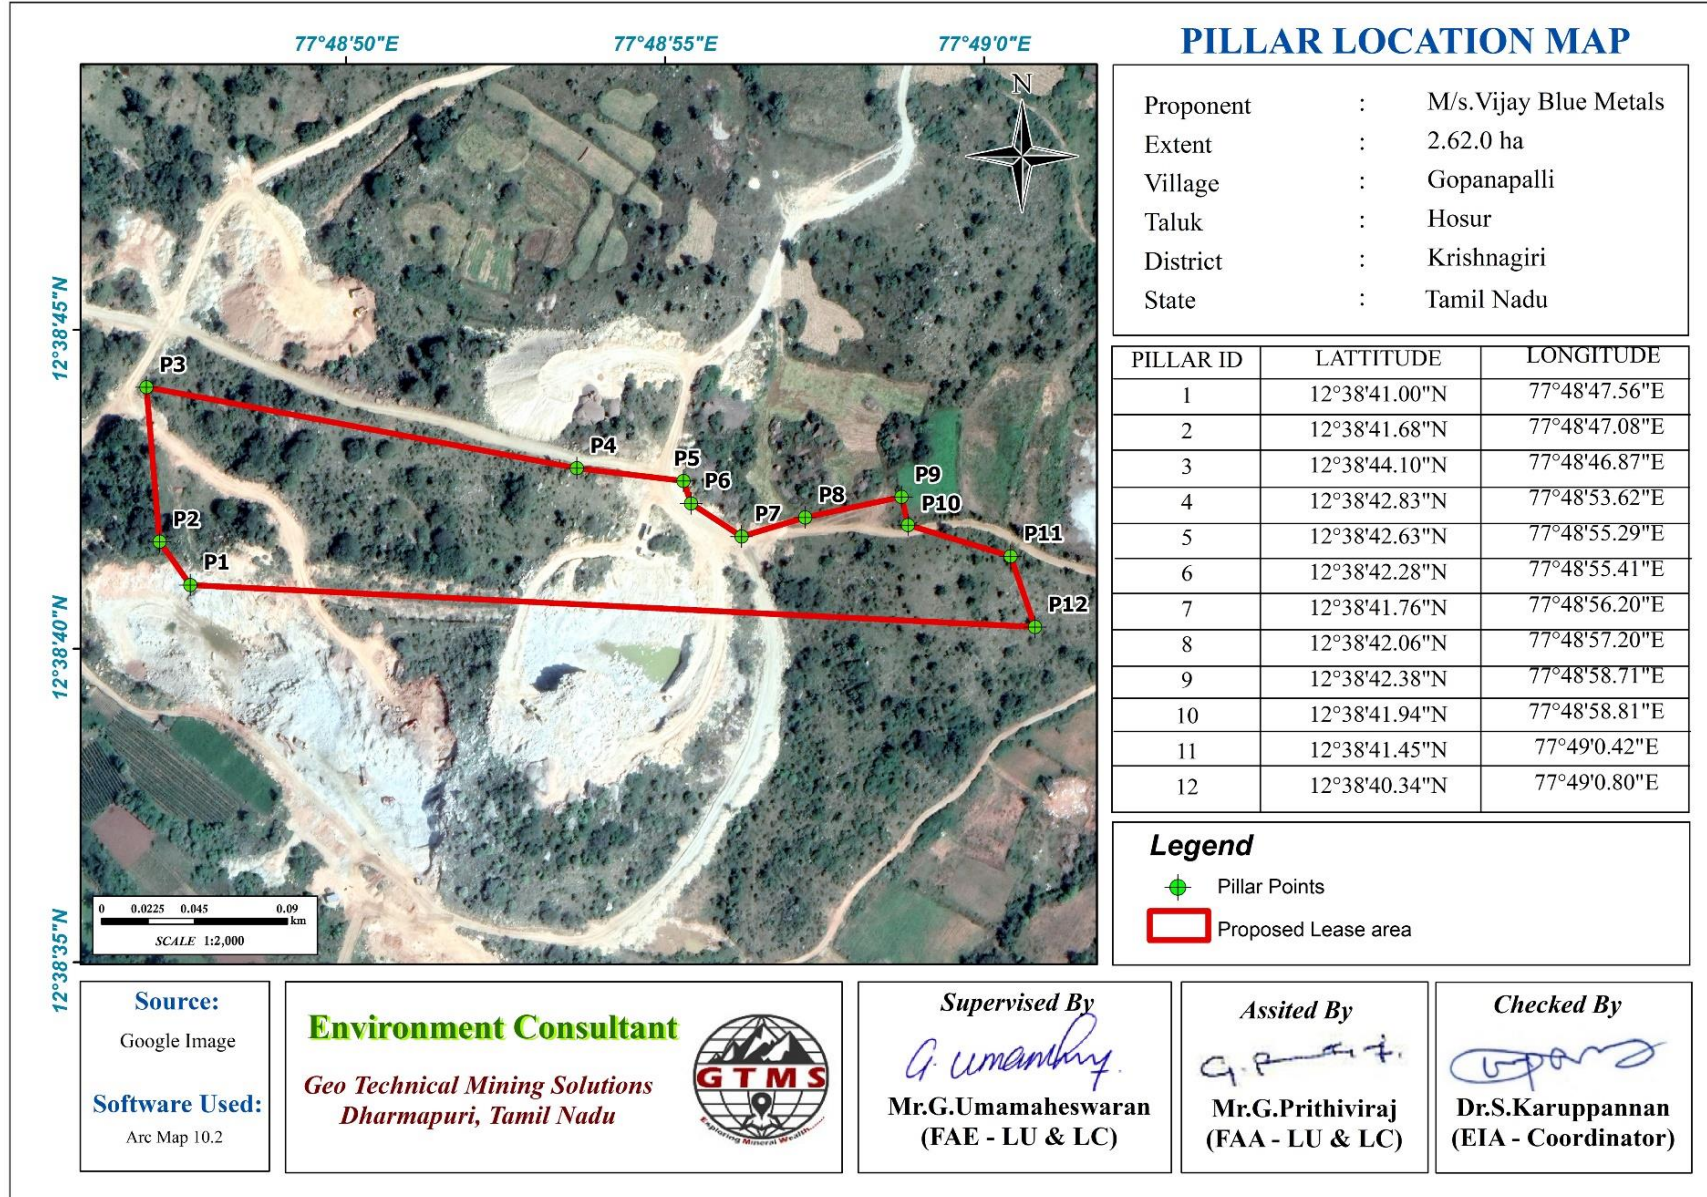 PILLAR LOCATION MAP
77°48'50"E 77°48'55"E 77°49'0"E
12°38'45"N
12°38'40"N
12°38'35"N
N
P3
P4
P5
P6
P9
P8
P10
P7
P11
P2
P1
P12
0 0.0225 0.045 0.09
km
SCALE 1:2,000
Proponent : M/s.Vijay Blue Metals
Extent : 2.62.0 ha
Village : Gopanapalli
Taluk : Hosur
District : Krishnagiri
State : Tamil Nadu
PILLAR ID LATTITUDE LONGITUDE
1 12°38'41.00"N 77°48'47.56"E
2 12°38'41.68"N 77°48'47.08"E
3 12°38'44.10"N 77°48'46.87"E
4 12°38'42.83"N 77°48'53.62"E
5 12°38'42.63"N 77°48'55.29"E
6 12°38'42.28"N 77°48'55.41"E
7 12°38'41.76"N 77°48'56.20"E
8 12°38'42.06"N 77°48'57.20"E
9 12°38'42.38"N 77°48'58.71"E
10 12°38'41.94"N 77°48'58.81"E
11 12°38'41.45"N 77°49'0.42"E
12 12°38'40.34"N 77°49'0.80"E
Legend
Pillar Points
Proposed Lease area
Source:
Google Image
Software Used:
Arc Map 10.2
Environment Consultant
Geo Technical Mining Solutions
Dharmapuri, Tamil Nadu
GTMS
Exploring Mineral Wealth......
Supervised By
Mr.G.Umamaheswaran
(FAE - LU & LC)
Assited By
Mr.G.Prithiviraj
(FAA - LU & LC)
Checked By
Dr.S.Karuppannan
(EIA - Coordinator)